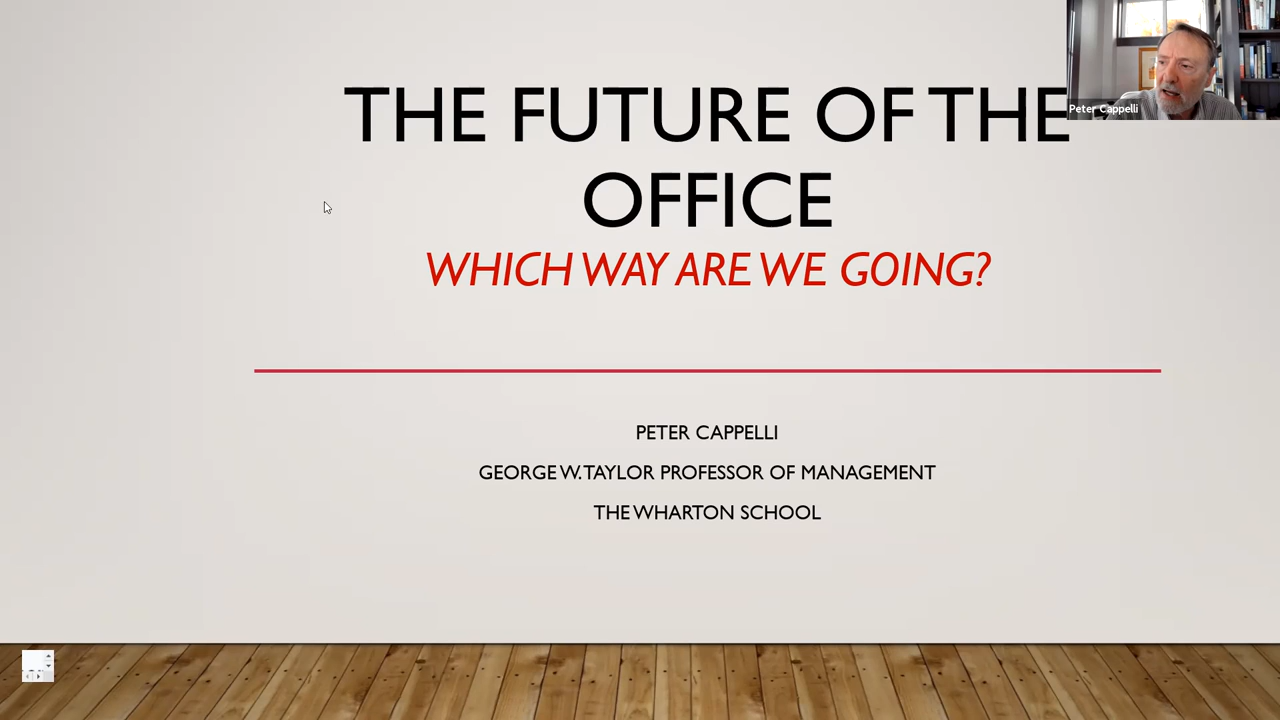 THE FUTURE OF THE
OFFICE
WHICH WAY ARE WE GOING?
Peter Cappelli
PETER CAPPELLI
GEORGE W. TAYLOR PROFESSOR OF MANAGEMENT
THE WHARTON SCHOOL